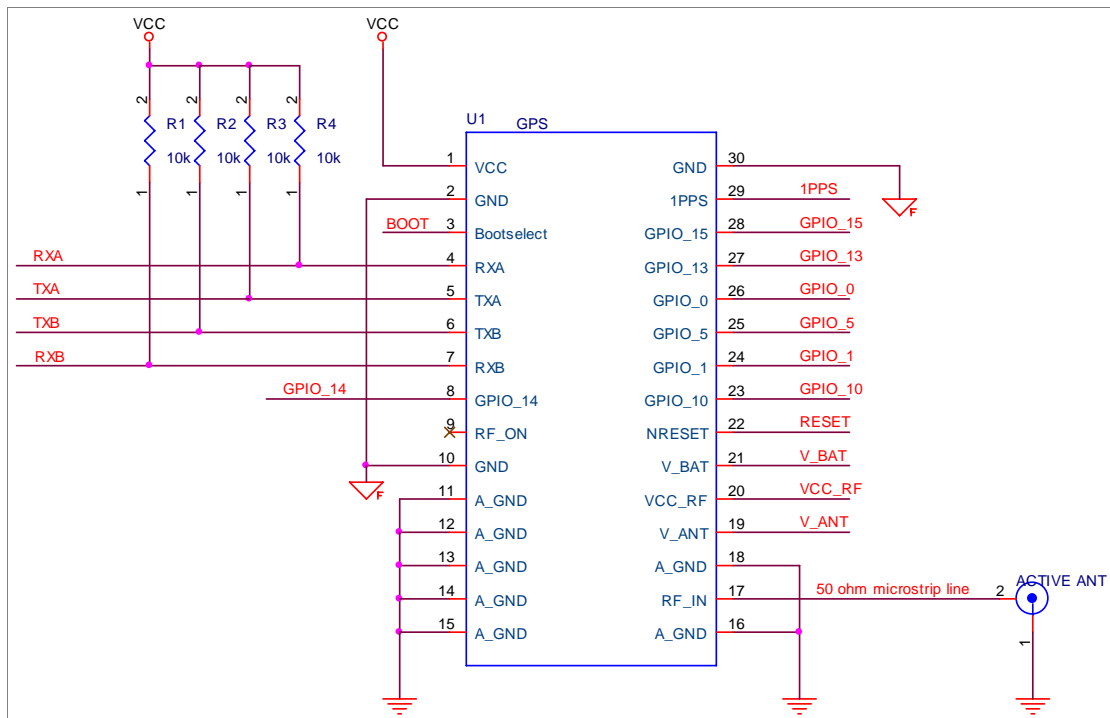 VCC
VCC
2
2
2
2
R1
R2
R3
R4
10k
10k
10k
10k
1
1
1
1
U1
GPS
1
VCC
GND
30
2
GND
1PPS
29
1PPS
F
BOOT
3
Bootselect
GPIO_15
28
GPIO_15
RXA
4
RXA
GPIO_13
27
GPIO_13
TXA
5
TXA
GPIO_0
26
GPIO_0
TXB
6
TXB
GPIO_5
25
GPIO_5
RXB
7
RXB
GPIO_1
24
GPIO_1
GPIO_14
8
GPIO_14
GPIO_10
23
GPIO_10
9
RF_ON
NRESET
22
RESET
10
GND
V_BAT
21
V_BAT
F
11
A_GND
VCC_RF
20
VCC_RF
12
A_GND
V_ANT
19
V_ANT
13
A_GND
A_GND
18
14
A_GND
RF_IN
17
50 ohm microstrip line
2
ACTIVE ANT
15
A_GND
A_GND
16
1